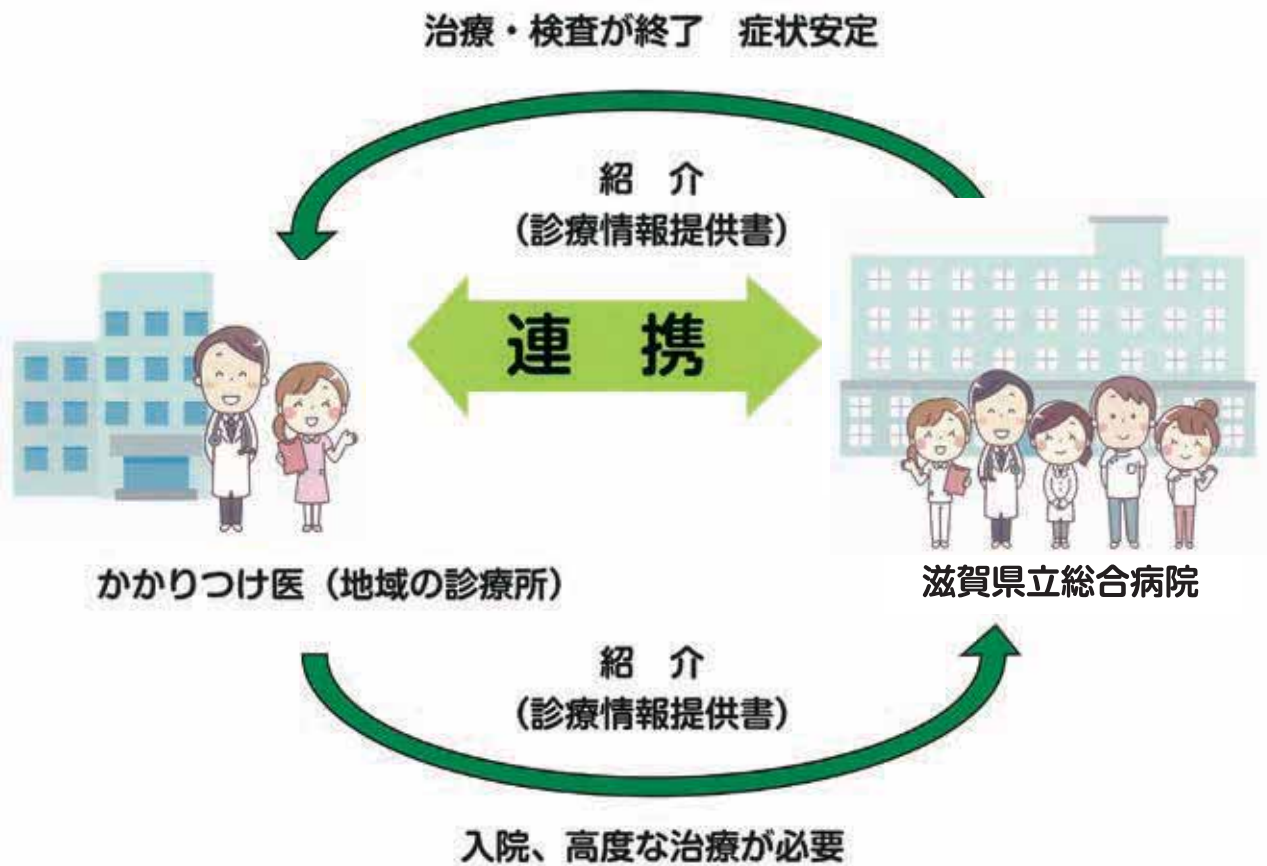 治療・検査が終了　症状安定
紹　介
（診療情報提供書）
連　携
かかりつけ医（地域の診療所）
滋賀県立総合病院
紹　介
（診療情報提供書）
入院、高度な治療が必要